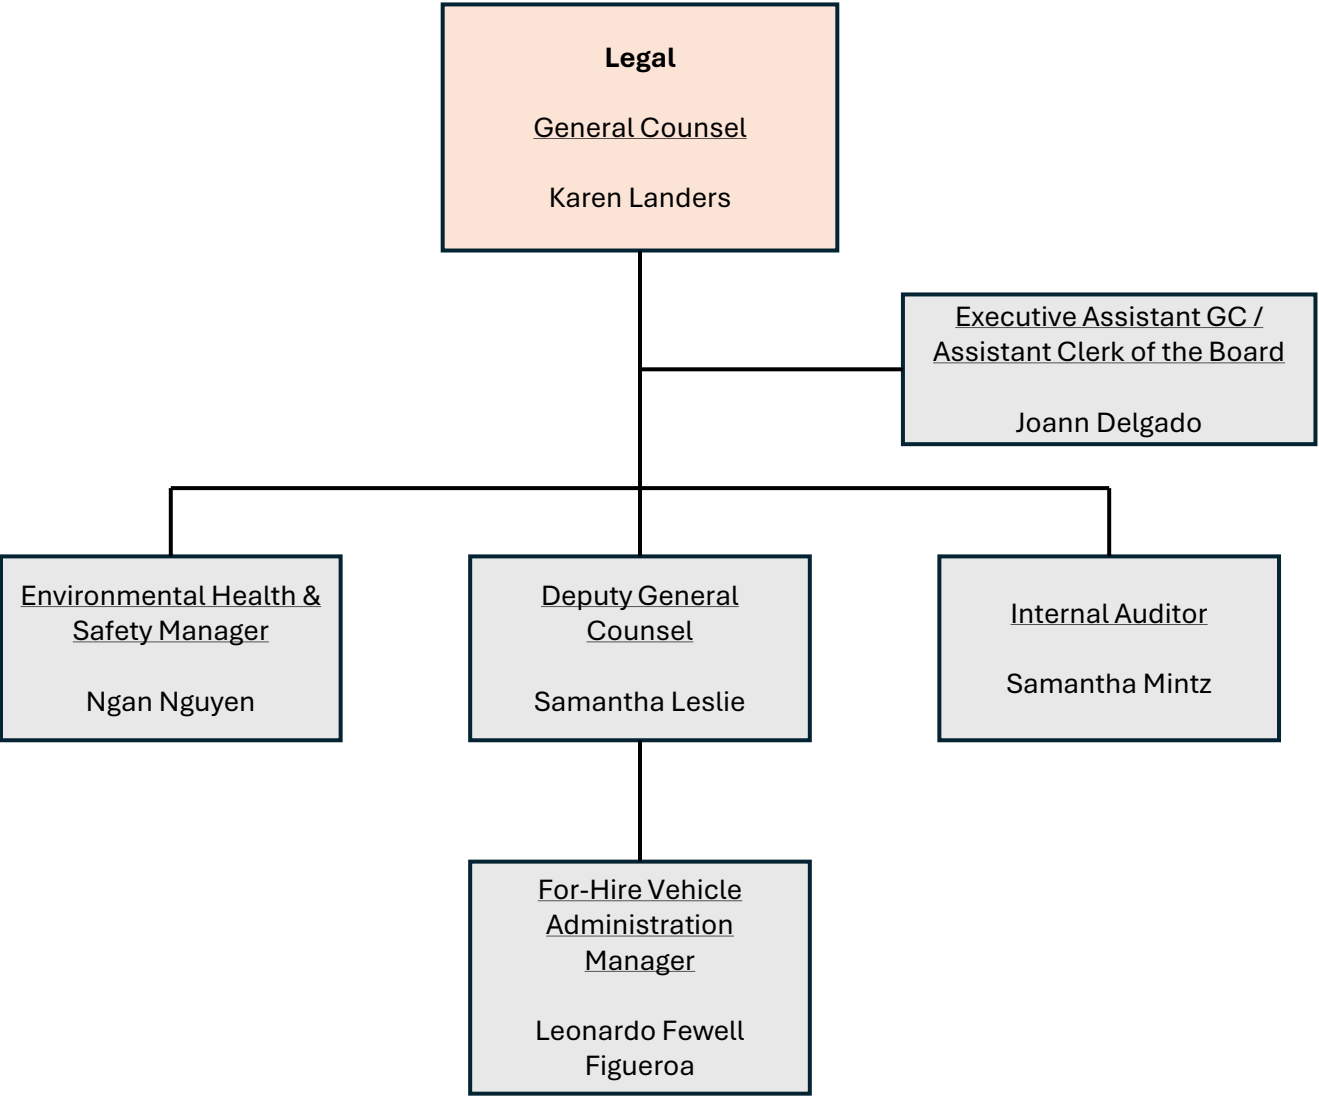 Legal
General Counsel
Karen Landers
Executive Assistant GC /
Assistant Clerk of the Board
Joann Delgado
Environmental Health &
Safety Manager
Ngan Nguyen
Deputy General
Counsel
Samantha Leslie
Internal Auditor
Samantha Mintz
For-Hire Vehicle
Administration
Manager
Leonardo Fewell
Figueroa